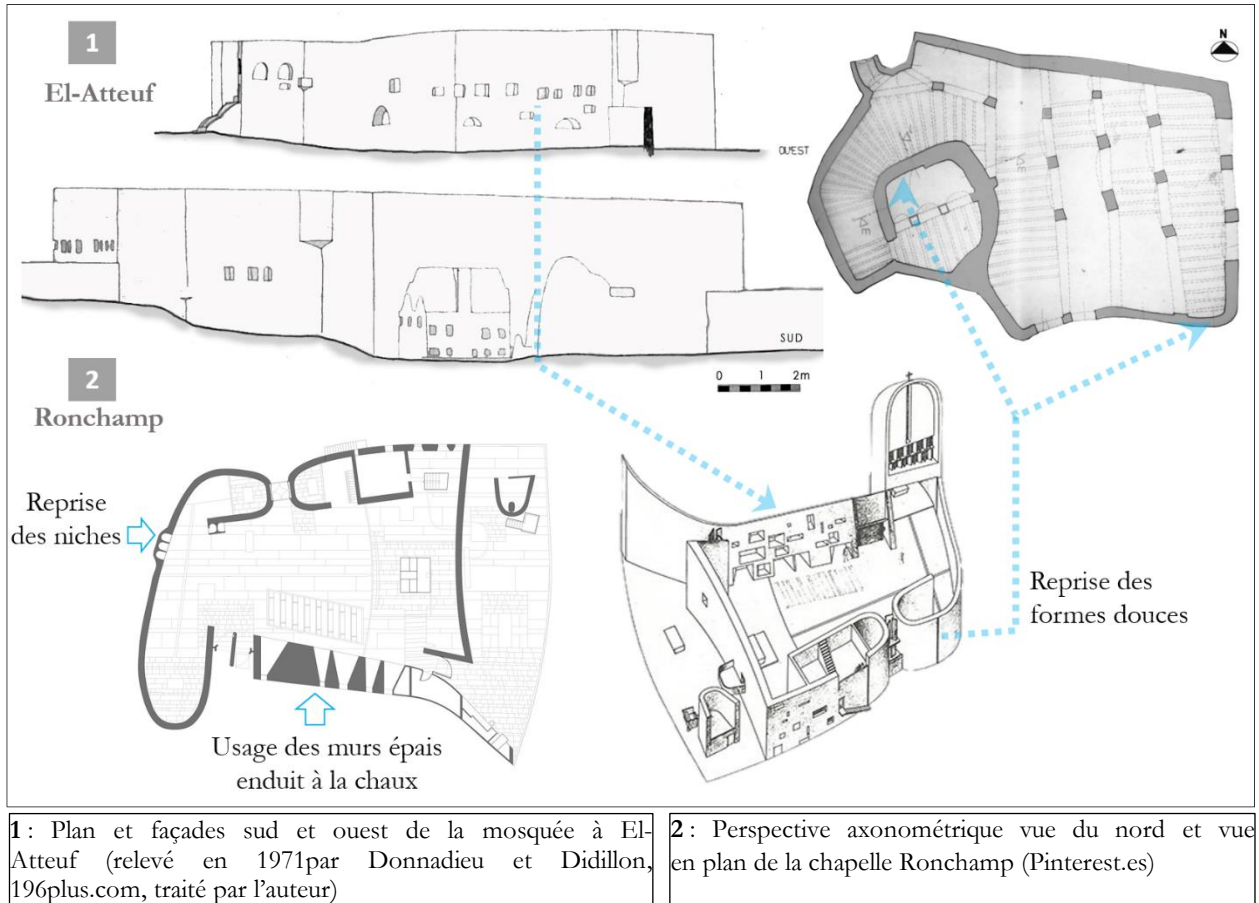 1
El-Atteuf
N
OUEST
SUD
0 1 2m
2
Ronchamp
Reprise
des niches
Usage des murs épais
enduit à la chaux
Reprise des
formes douces
1 : Plan et façades sud et ouest de la mosquée à El-
Atteuf (relevé en 1971par Donnadieu et Didillon,
196plus.com, traité par l’auteur)
2 : Perspective axonométrique vue du nord et vue
en plan de la chapelle Ronchamp (Pinterest.es)